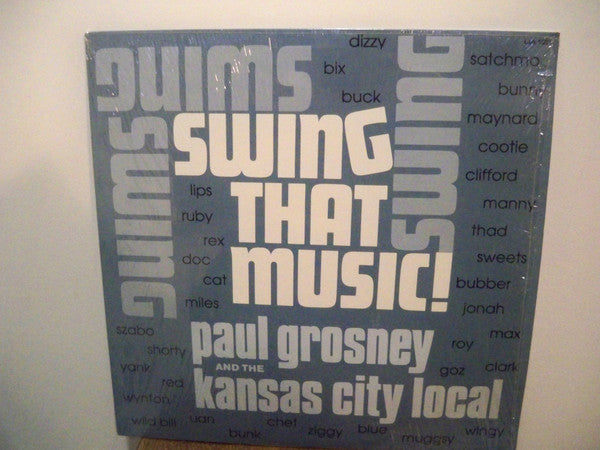 SWING
SWING
SWING
SWING
THAT
MUSIC!
paul grosney
AND THE
kansas city local
dizzy
bix
buck
satchmo
bunny
maynard
cootie
clifford
manny
thad
sweets
bubber
jonah
max
roy
clark
goz
wingy
muggsy
blue
ziggy
chet
bunk
uan
wild bill
wynton
red
yank
shorty
szabo
miles
cat
doc
rex
ruby
lips